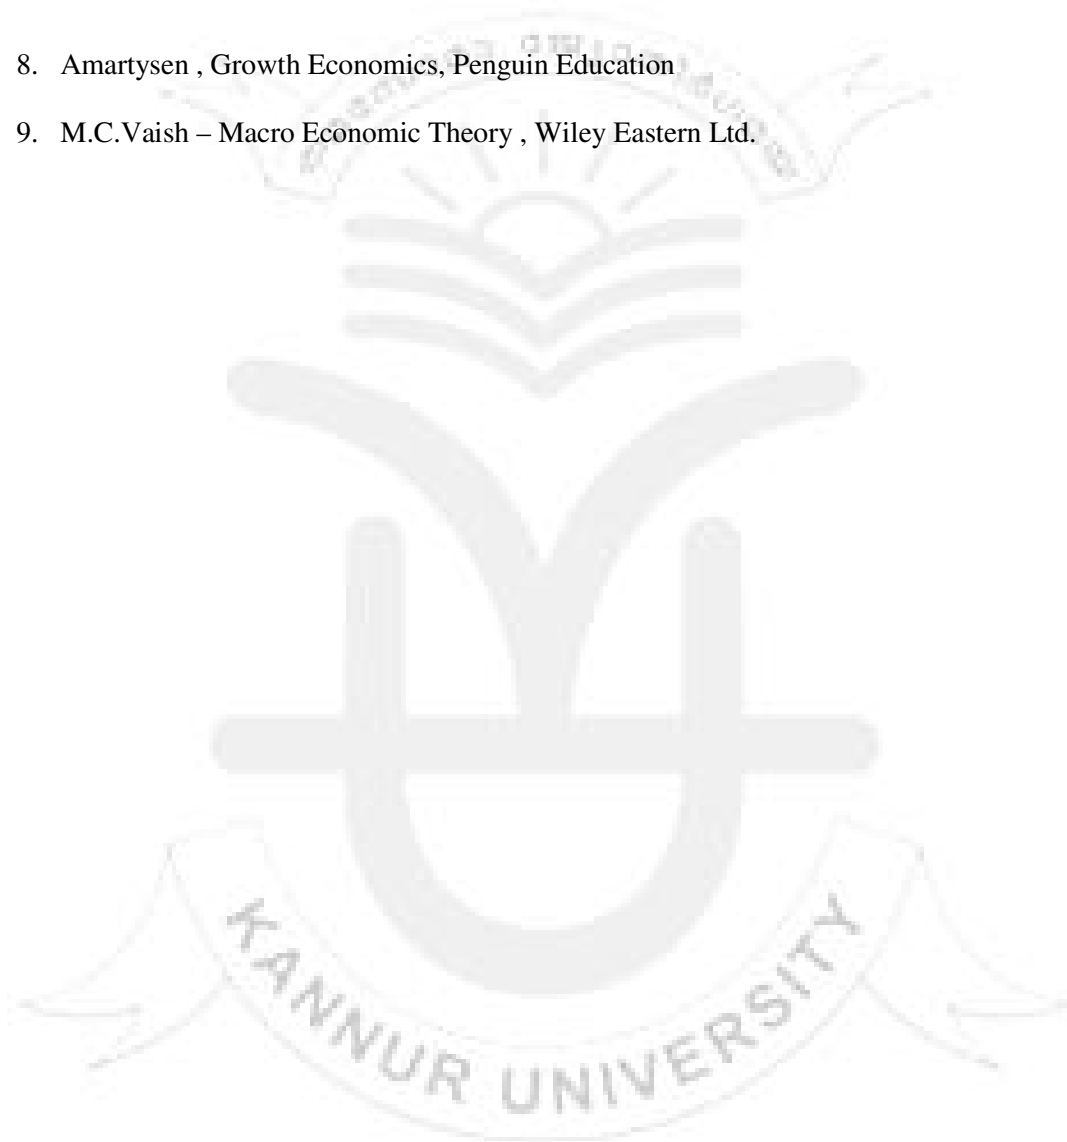 8. Amartysen , Growth Economics, Penguin Education
9. M.C.Vaish – Macro Economic Theory , Wiley Eastern Ltd.
KANNUR UNIVERSITY